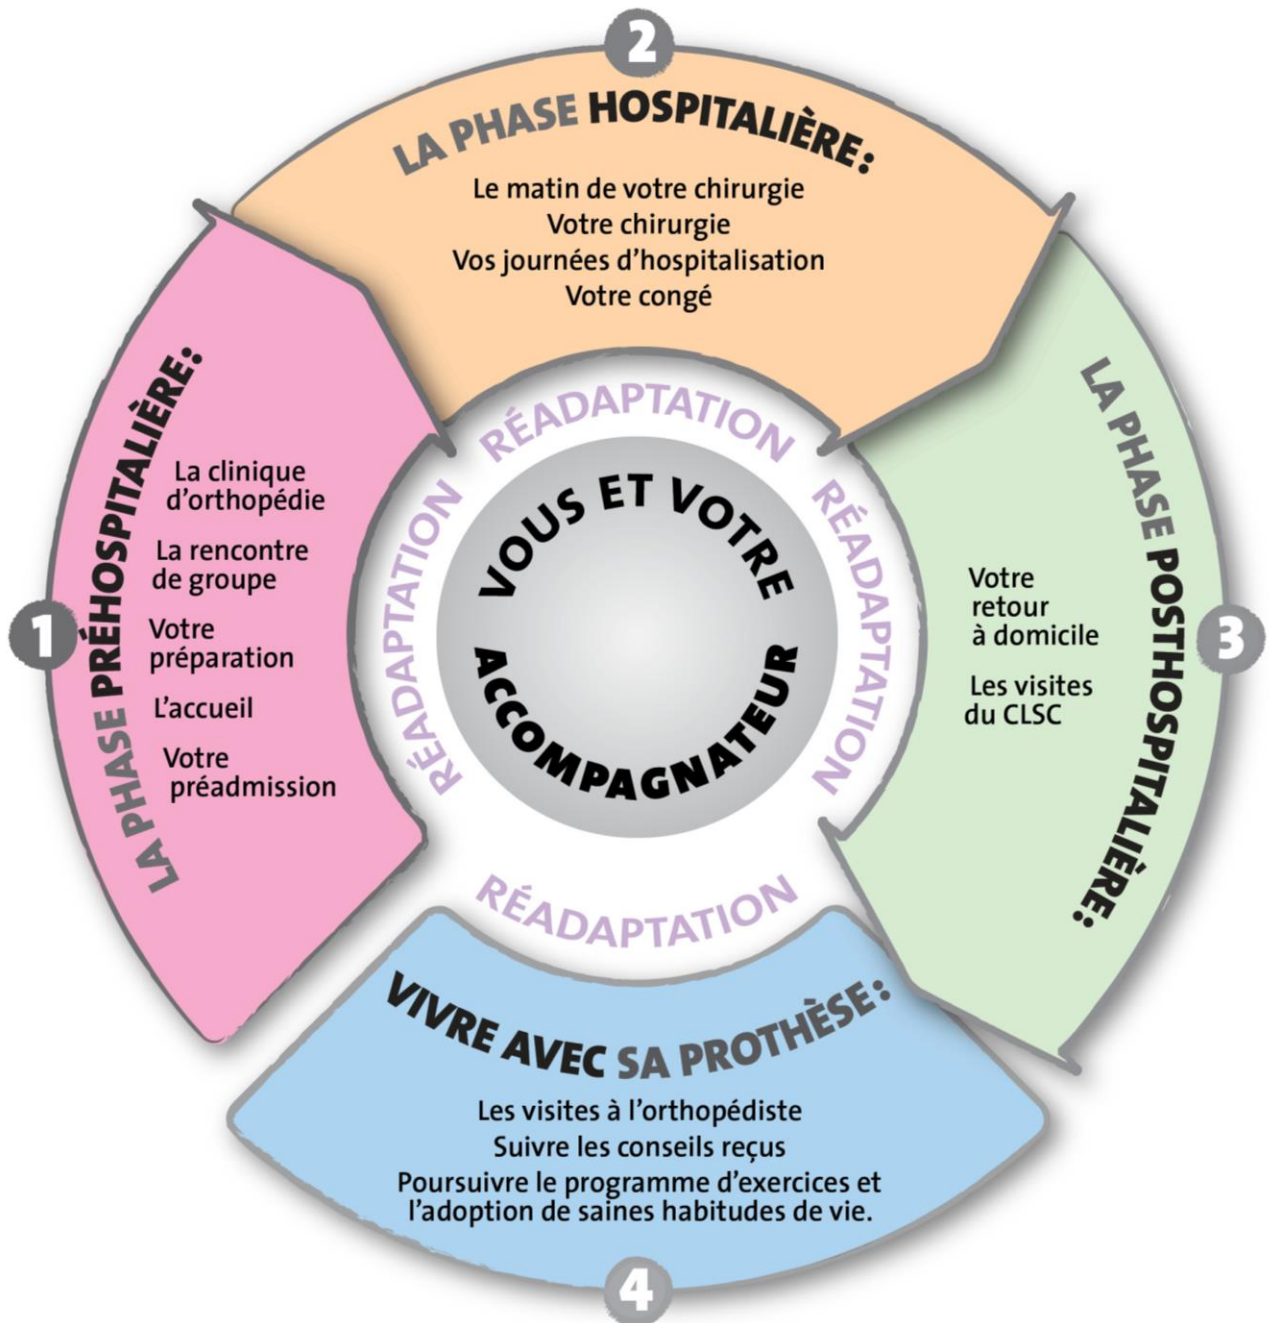 1
LA PHASE PRÉHOSPITALIÈRE:
La clinique
d'orthopédie
La rencontre
de groupe
Votre
préparation
L'accueil
Votre
préadmission
2
LA PHASE HOSPITALIÈRE:
Le matin de votre chirurgie
Votre chirurgie
Vos journées d'hospitalisation
Votre congé
3
LA PHASE POSTHOSPITALIÈRE:
Votre
retour
à domicile
Les visites
du CLSC
4
VIVRE AVEC SA PROTHÈSE:
Les visites à l'orthopédiste
Suivre les conseils reçus
Poursuivre le programme d'exercices et
l'adoption de saines habitudes de vie.
RÉADAPTATION
RÉADAPTATION
RÉADAPTATION
RÉADAPTATION
VOUS ET VOTRE
ACCOMPAGNATEUR